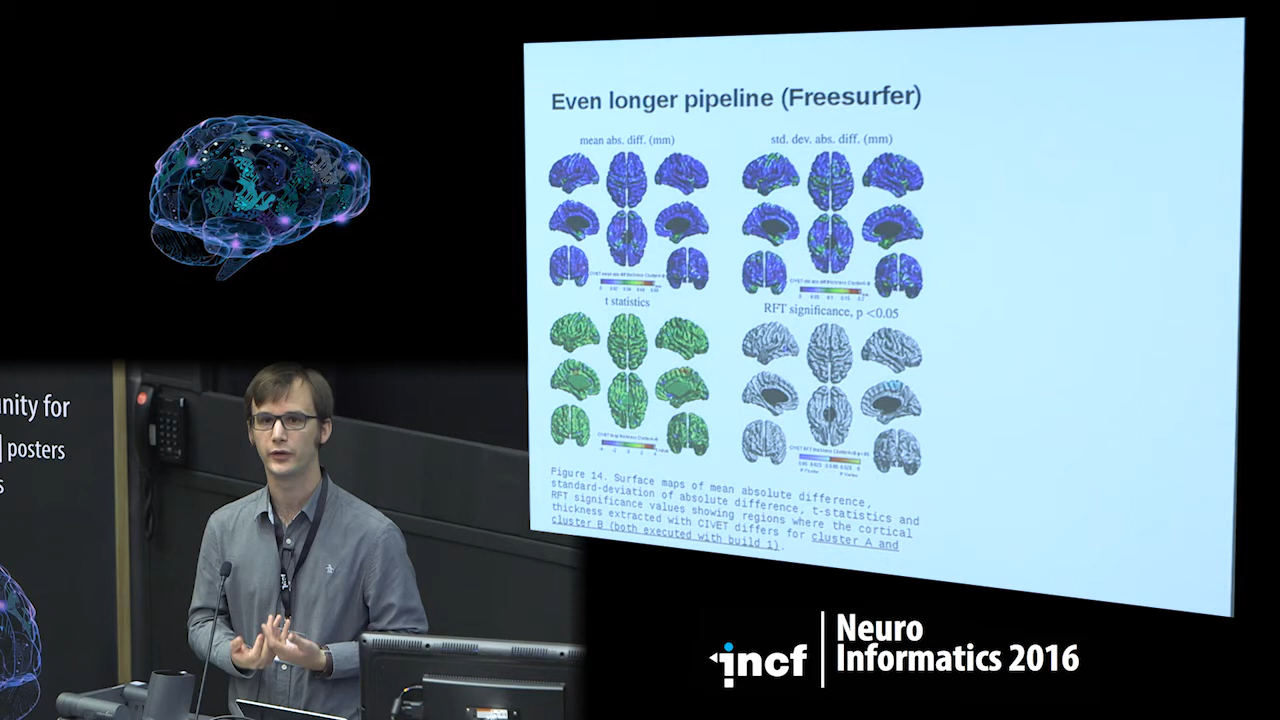 Even longer pipeline (Freesurfer)
mean abs. diff. (mm)
std. dev. abs. diff. (mm)
t statistics
RFT significance, p <0.05
Figure 14. Surface maps of mean absolute difference,
standard-deviation of absolute difference, t-statistics and
RFT significance values showing regions where the cortical
thickness extracted with CIVET differs for cluster A and
cluster B (both executed with build 1).
nity for
posters
s
incf
Neuro
Informatics 2016